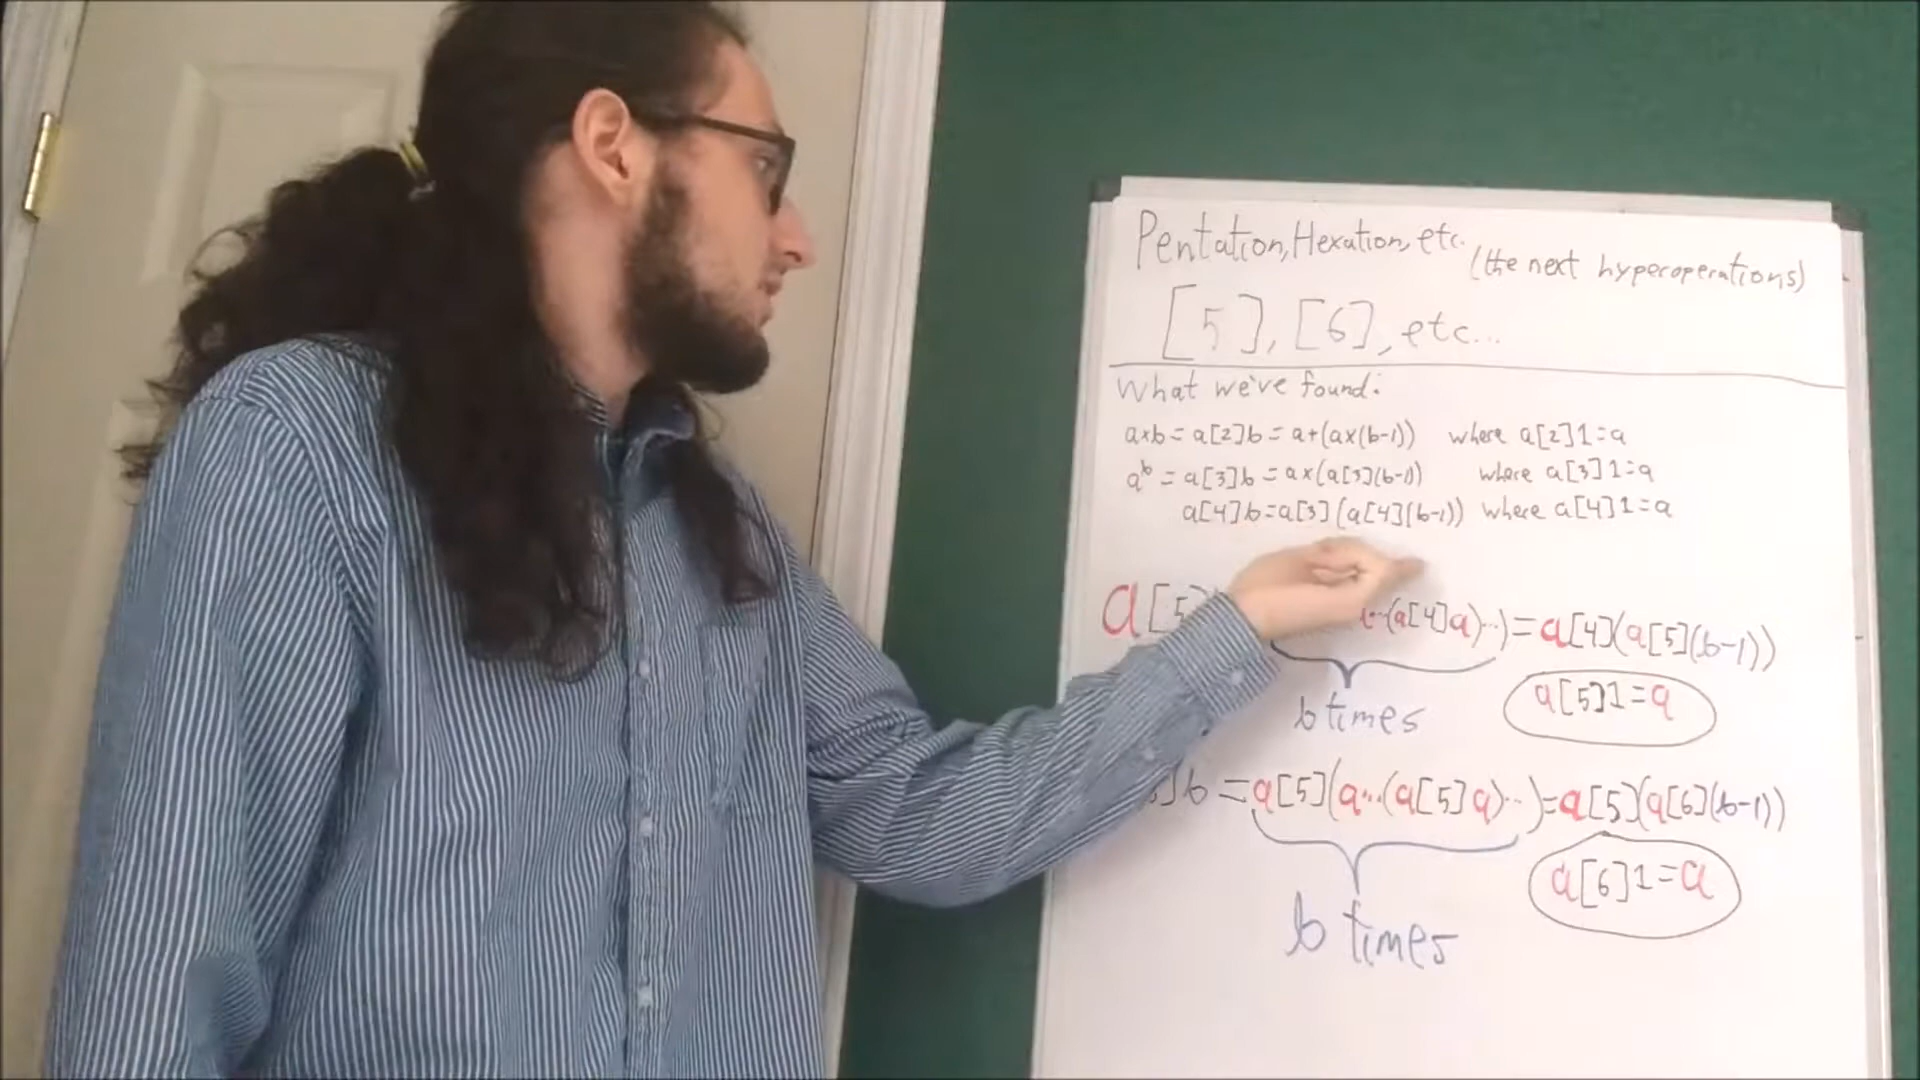 Pentation, Hexation, etc. (the next hyperoperations)
[5], [6], etc...
What we've found:
a×b = a[2]b = a+(a×(b-1)) where a[2]1=a
a^b = a[3]b = a×(a[3](b-1)) where a[3]1=a
a[4]b=a[3](a[4](b-1)) where a[4]1=a
a[5] ··(a[4]a)··)=a[4](a[5](b-1))
b times
a[5]1=a
]b = a[5](a··(a[5]a)··)=a[5](a[6](b-1))
a[6]1=a
b times